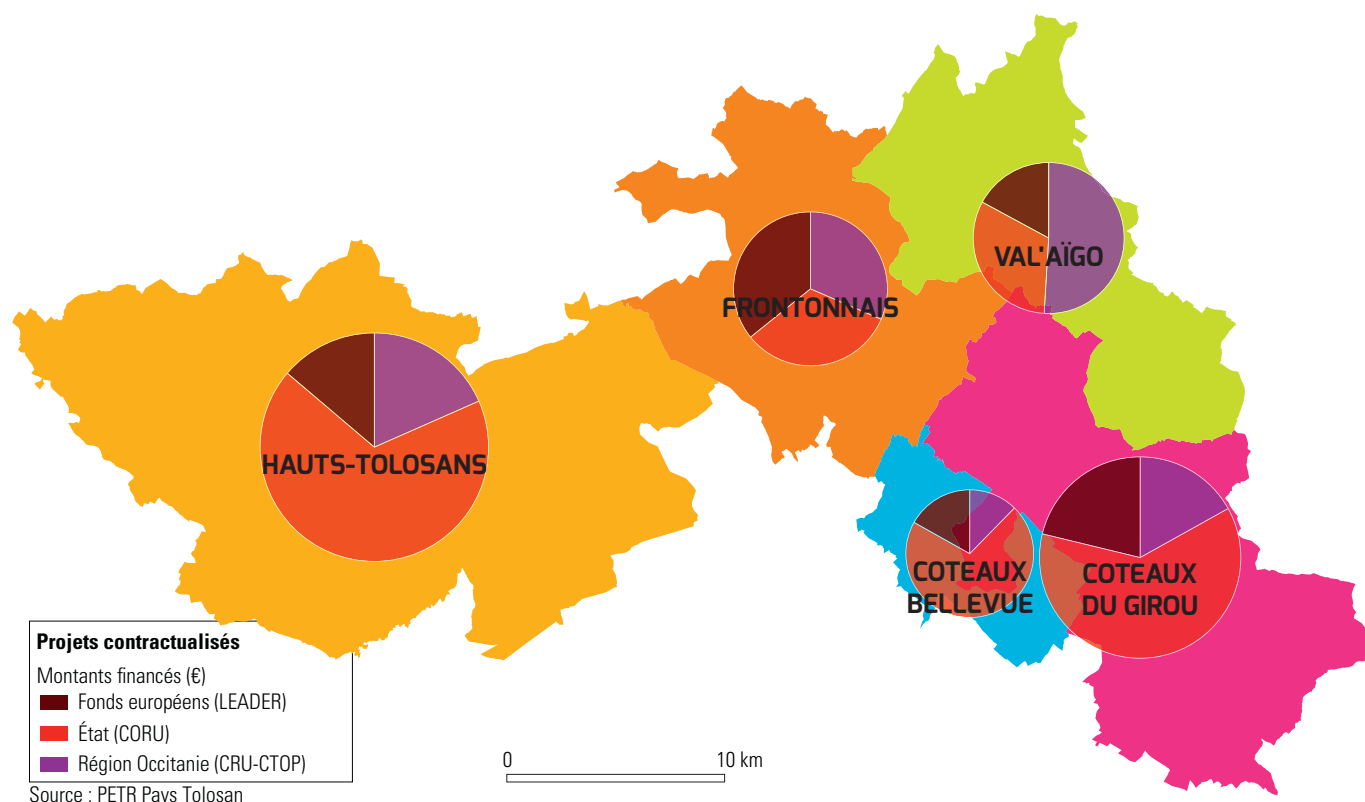 VAL'AÏGO
FRONTONNAIS
HAUTS-TOLOSANS
COTEAUX
BELLEVUE
COTEAUX
DU GIROU
Projets contractualisés
Montants financés (€)
Fonds européens (LEADER)
État (CORU)
Région Occitanie (CRU-CTOP)
Source : PETR Pays Tolosan
0 10 km